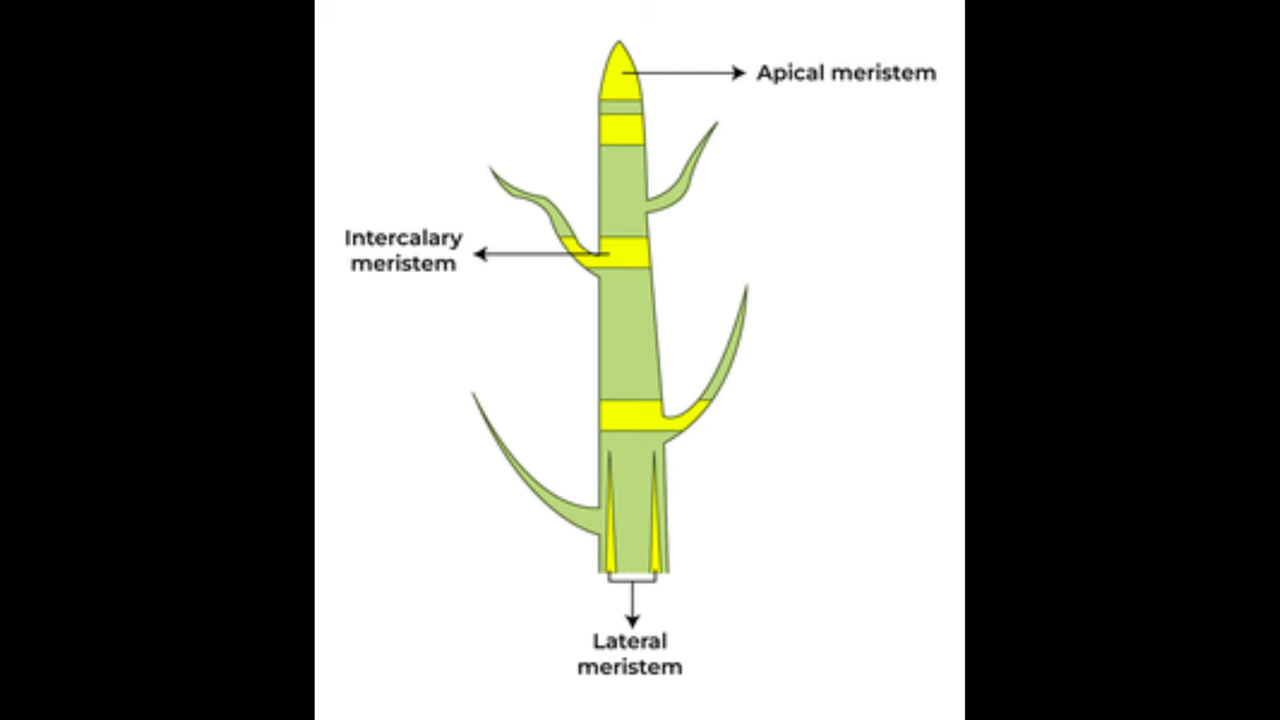 Apical meristem
Intercalary
meristem
Lateral
meristem